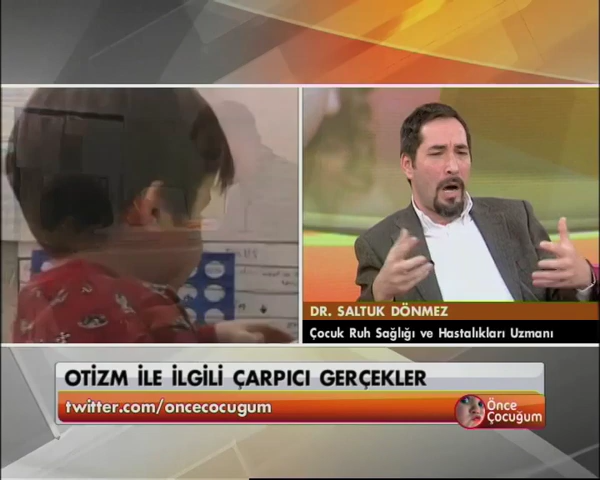 DR. SALTUK DÖNMEZ
Çocuk Ruh Sağlığı ve Hastalıkları Uzmanı
OTİZM İLE İLGİLİ ÇARPICI GERÇEKLER
twitter.com/oncecocugum
Önce
Çocuğum